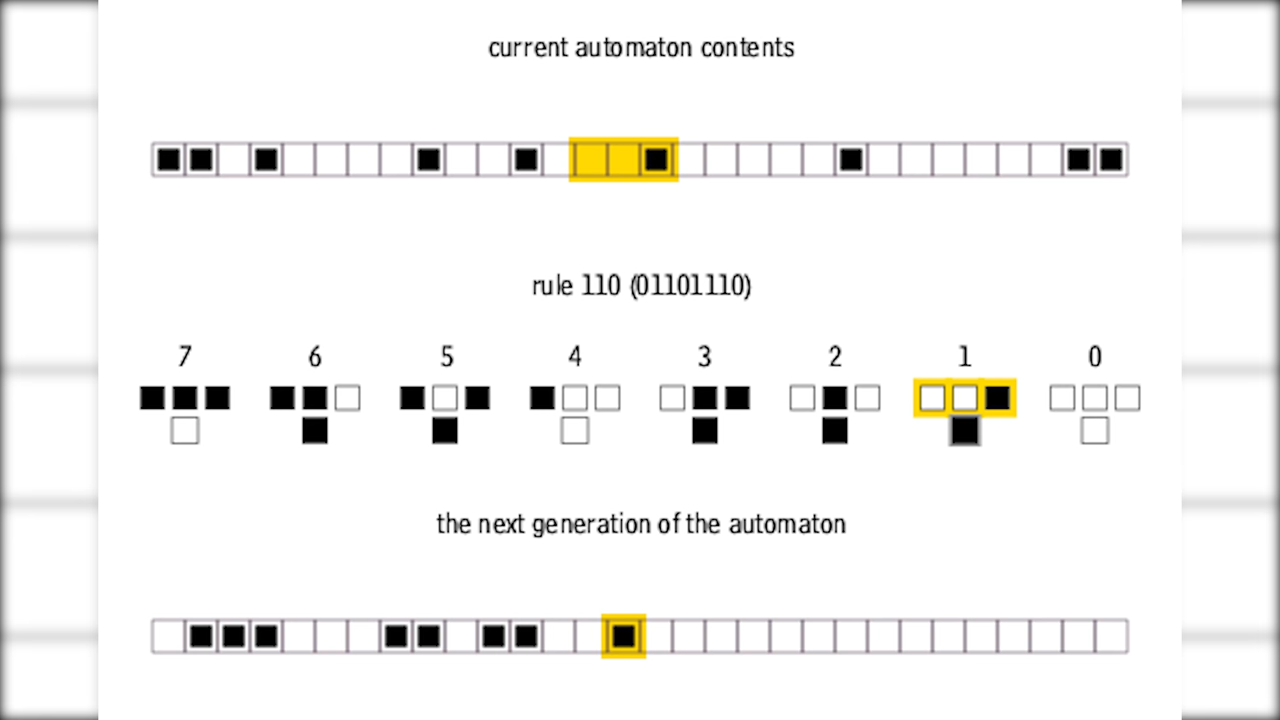 current automaton contents
rule 110 (01101110)
7 6 5 4 3 2 1 0
the next generation of the automaton